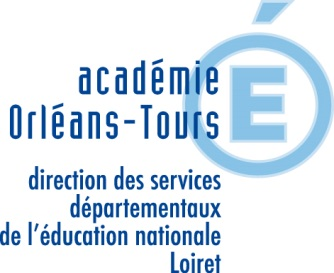 académie
Orléans-Tours
É
direction des services
départementaux
de l'éducation nationale
Loiret